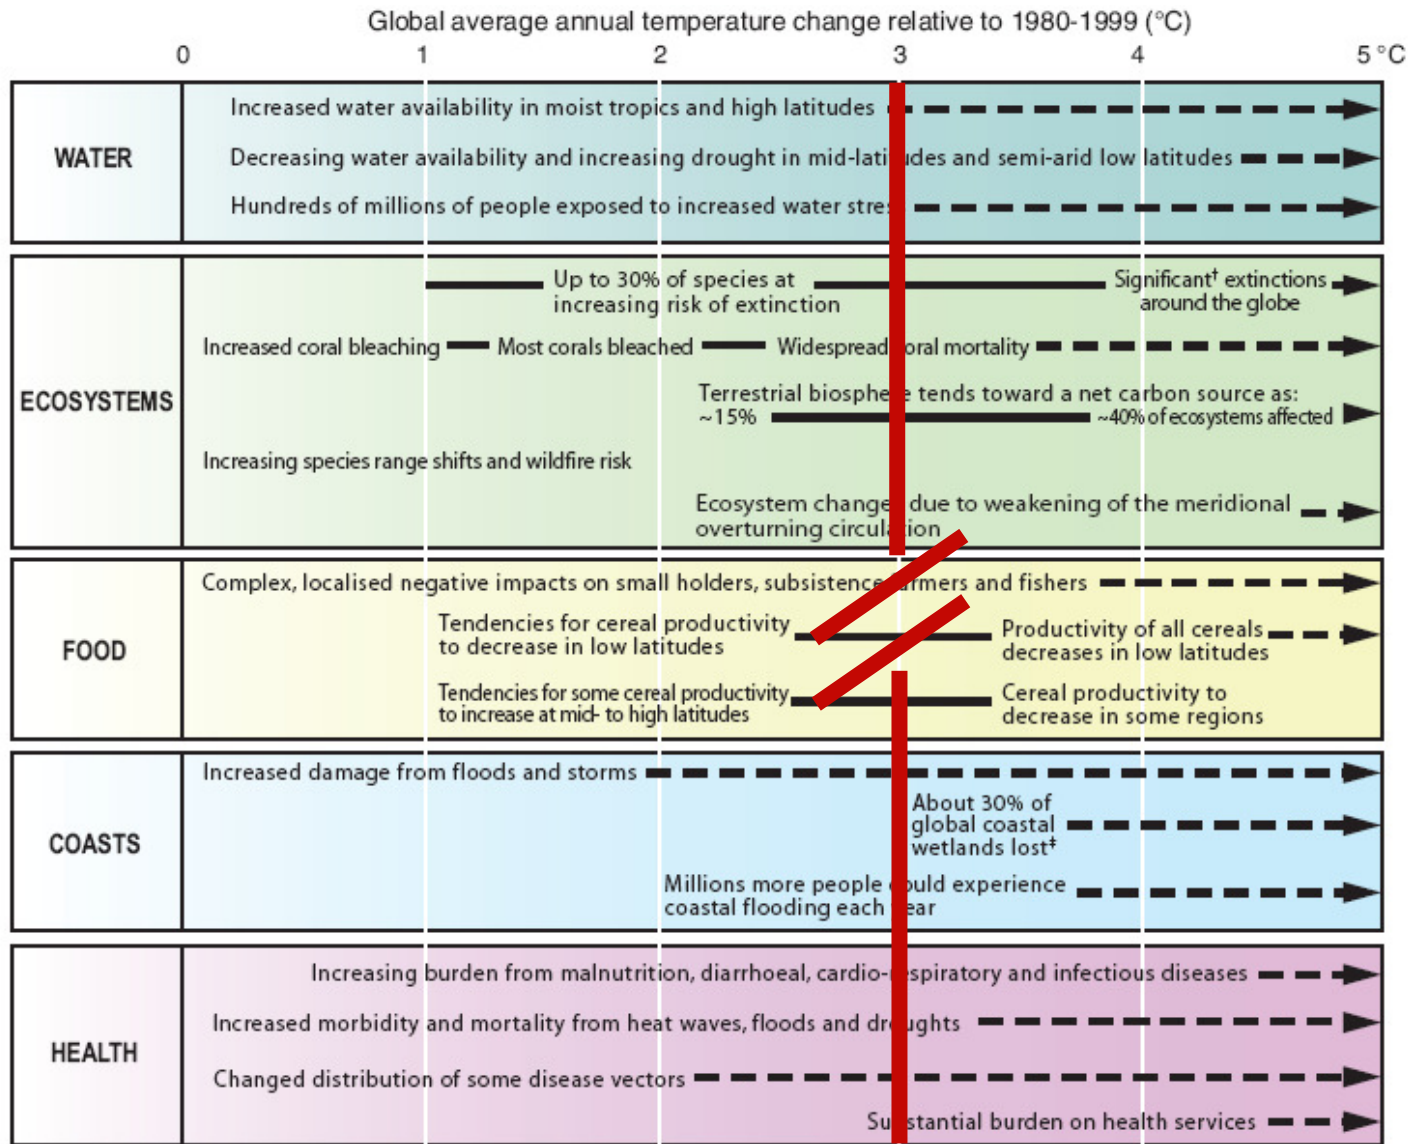 Global average annual temperature change relative to 1980-1999 (°C)
0 1 2 3 4 5 °C
WATER
Increased water availability in moist tropics and high latitudes
Decreasing water availability and increasing drought in mid-latitudes and semi-arid low latitudes
Hundreds of millions of people exposed to increased water stress
ECOSYSTEMS
Up to 30% of species at
increasing risk of extinction
Significant† extinctions
around the globe
Increased coral bleaching Most corals bleached Widespread coral mortality
Terrestrial biosphere tends toward a net carbon source as:
~15% ~40% of ecosystems affected
Increasing species range shifts and wildfire risk
Ecosystem changes due to weakening of the meridional
overturning circulation
FOOD
Complex, localised negative impacts on small holders, subsistence farmers and fishers
Tendencies for cereal productivity
to decrease in low latitudes
Productivity of all cereals
decreases in low latitudes
Tendencies for some cereal productivity
to increase at mid- to high latitudes
Cereal productivity to
decrease in some regions
COASTS
Increased damage from floods and storms
About 30% of
global coastal
wetlands lost‡
Millions more people could experience
coastal flooding each year
HEALTH
Increasing burden from malnutrition, diarrhoeal, cardio-respiratory and infectious diseases
Increased morbidity and mortality from heat waves, floods and droughts
Changed distribution of some disease vectors
Substantial burden on health services